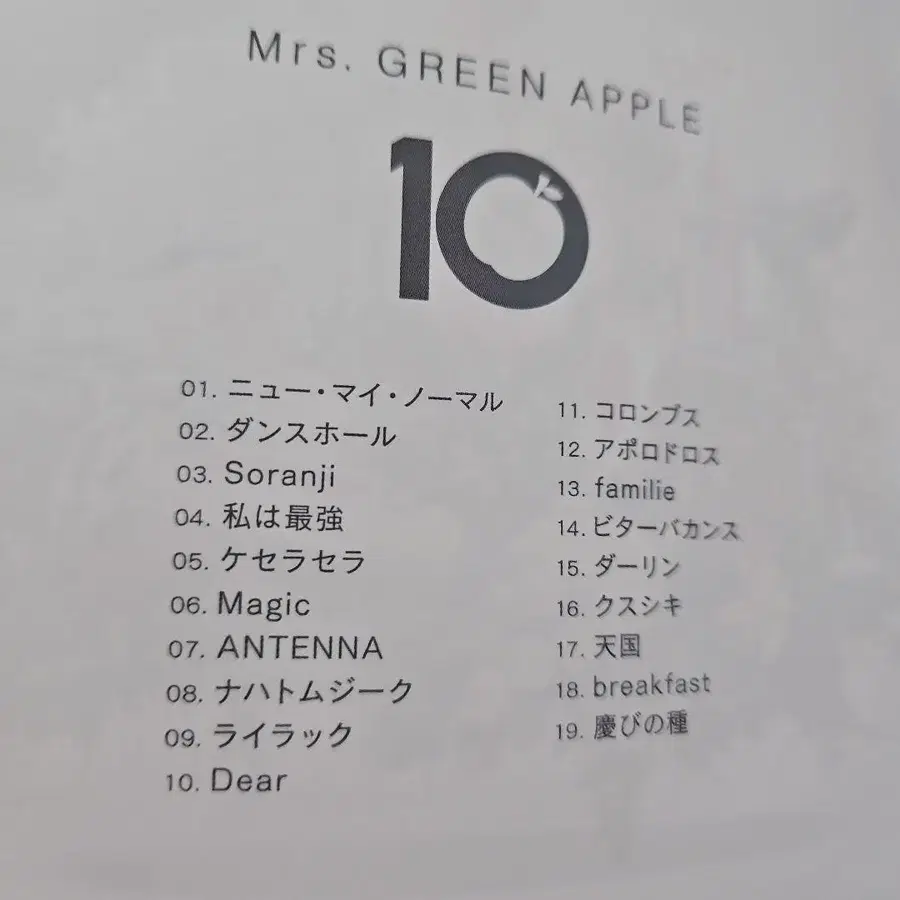 Mrs. GREEN APPLE
10
01. ニュー・マイ・ノーマル
02. ダンスホール
03. Soranji
04. 私は最強
05. ケセラセラ
06. Magic
07. ANTENNA
08. ナハトムジーク
09. ライラック
10. Dear
11. コロンブス
12. アポロドロス
13. familie
14. ビターバカンス
15. ダーリン
16. クスシキ
17. 天国
18. breakfast
19. 慶びの種